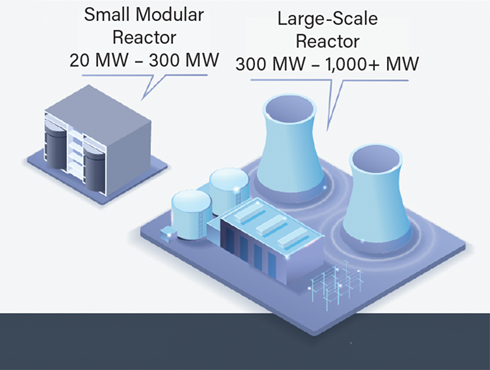 Small Modular
Reactor
20 MW – 300 MW
Large-Scale
Reactor
300 MW – 1,000+ MW